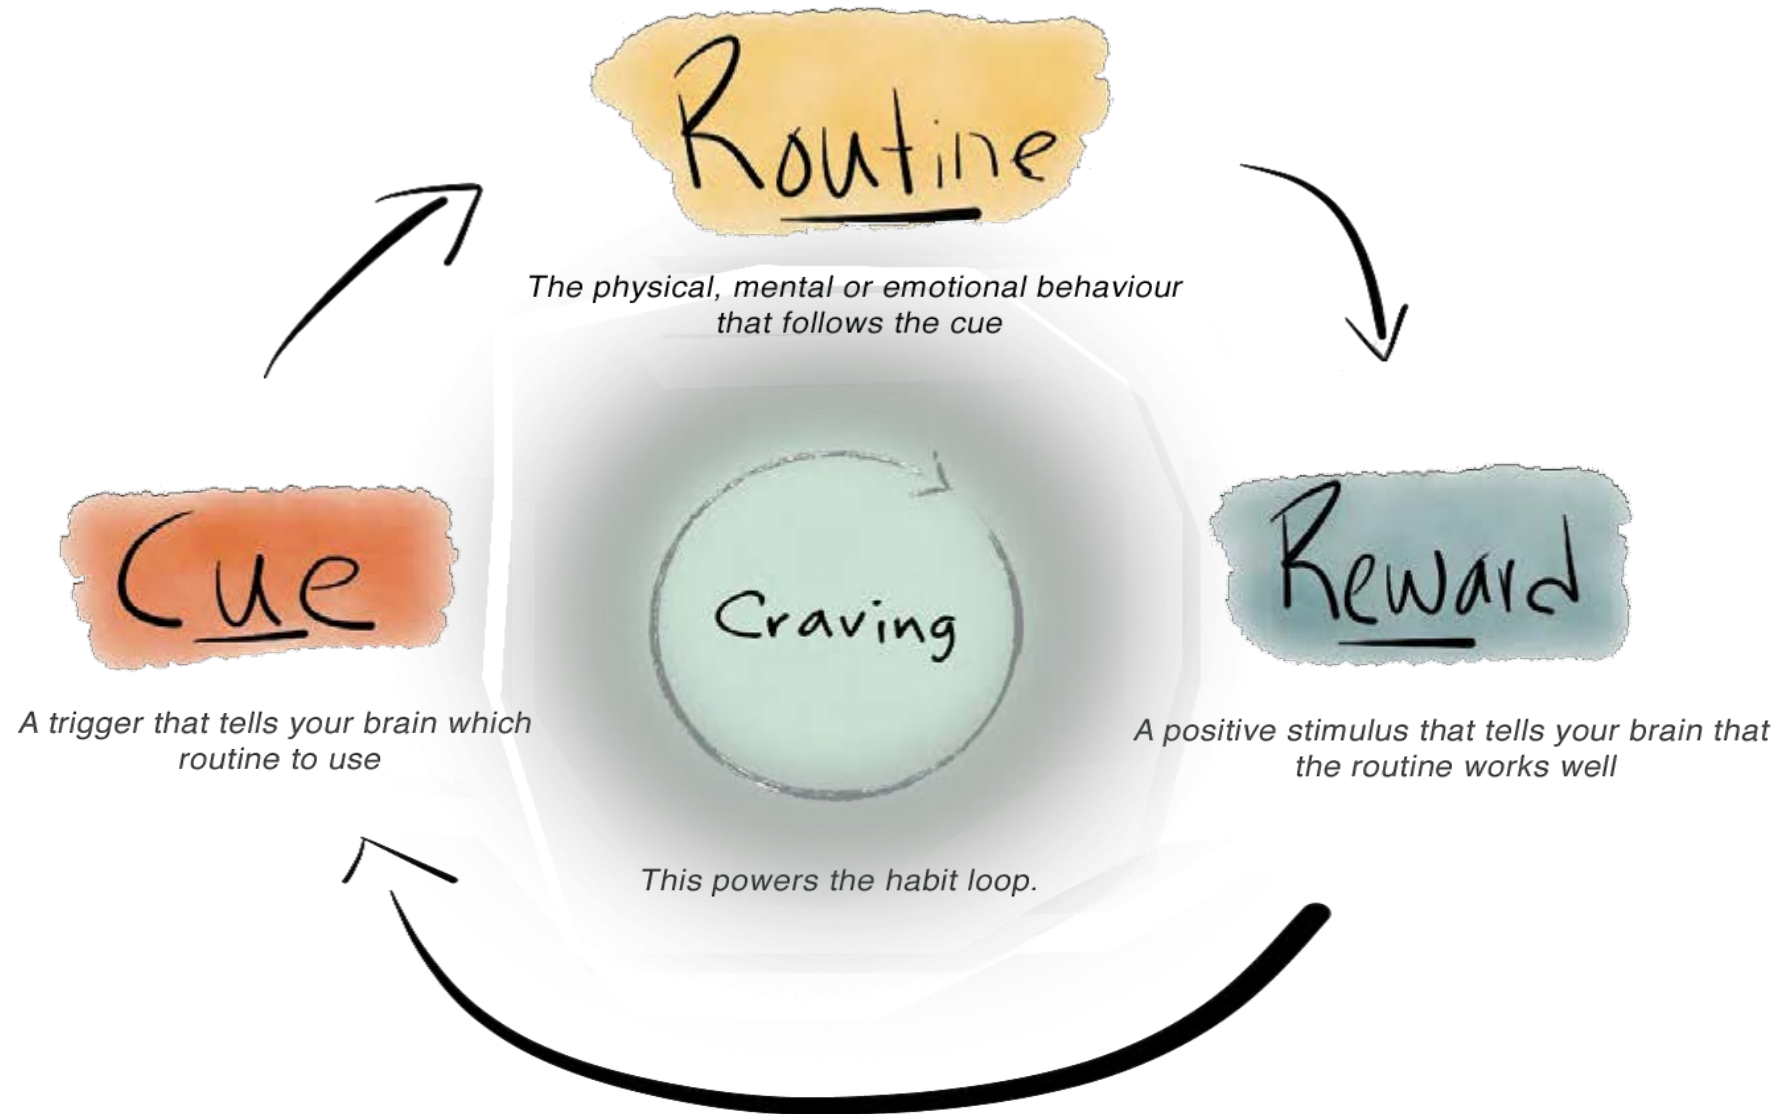 Routine
The physical, mental or emotional behaviour
that follows the cue
Cue
A trigger that tells your brain which
routine to use
Craving
This powers the habit loop.
Reward
A positive stimulus that tells your brain that
the routine works well